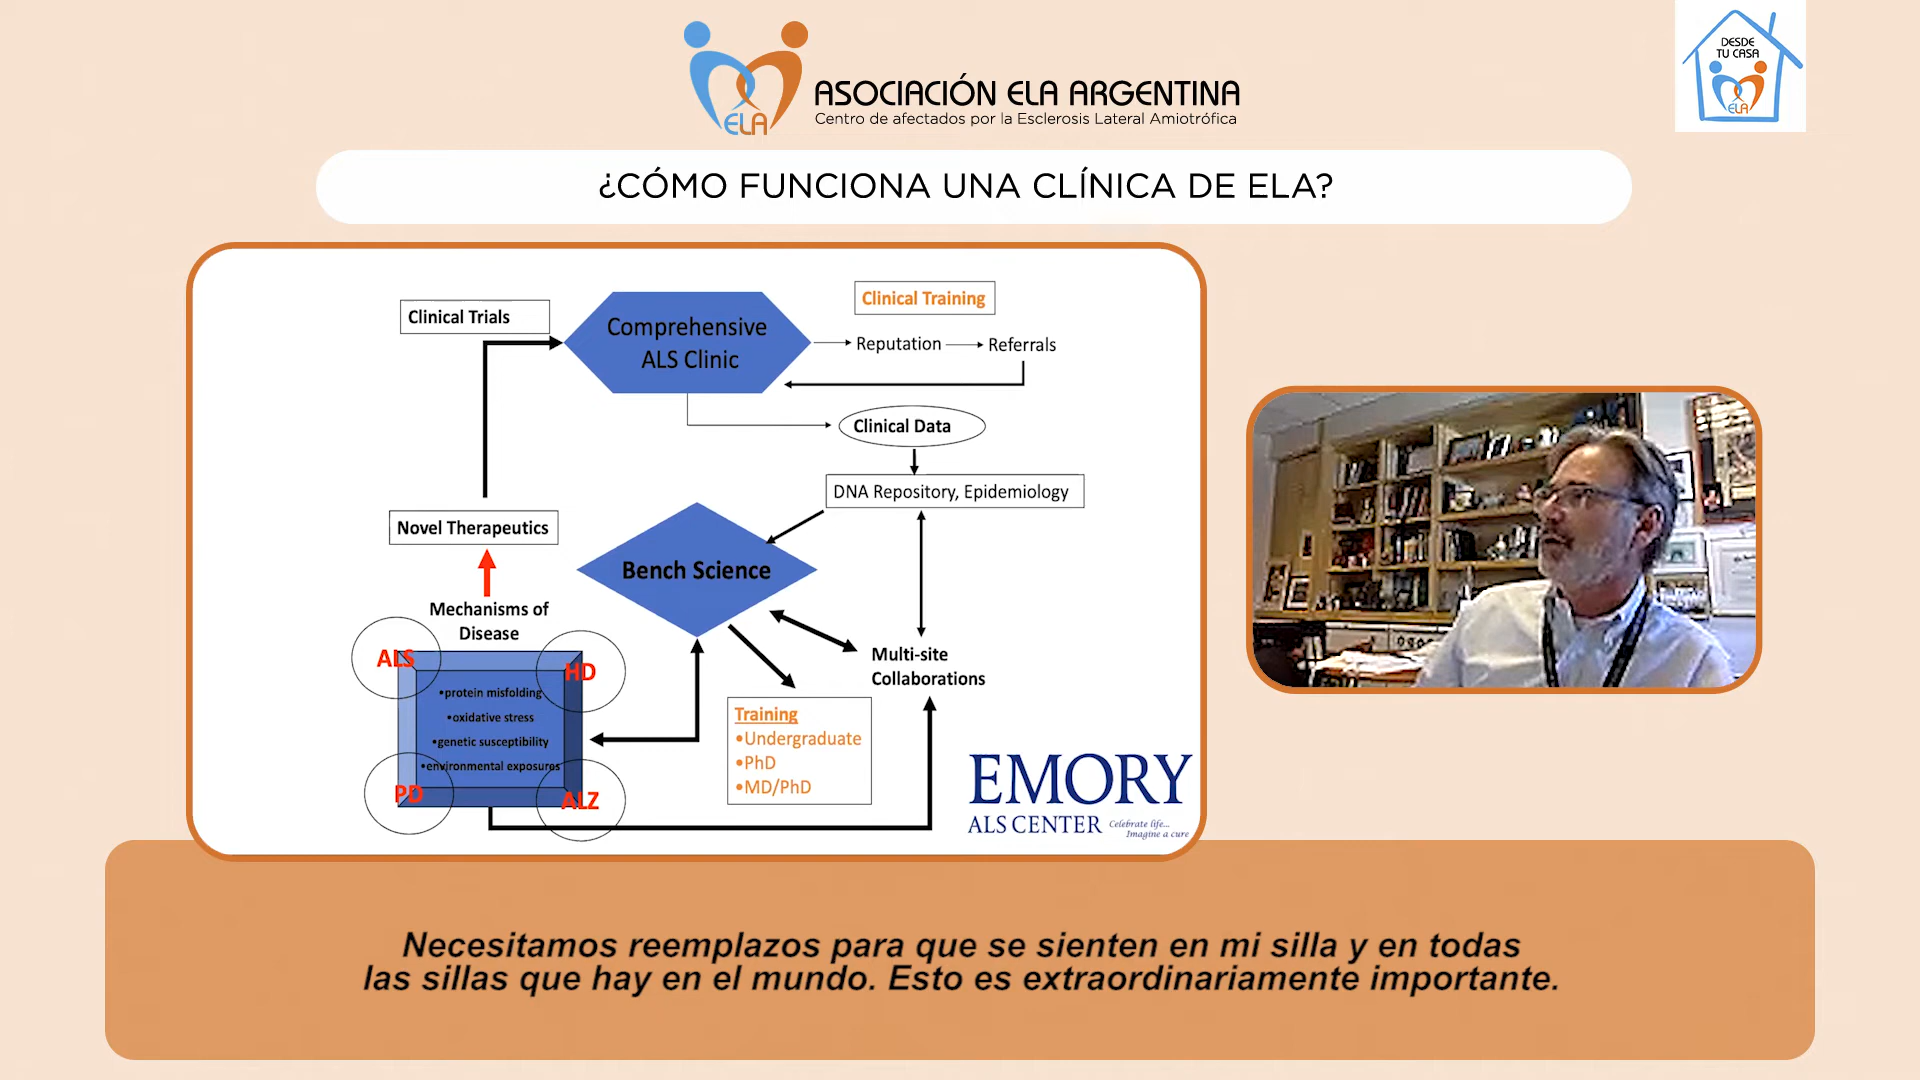 ELA
ASOCIACIÓN ELA ARGENTINA
Centro de afectados por la Esclerosis Lateral Amiotrófica
DESDE
TU CASA
ELA
¿CÓMO FUNCIONA UNA CLÍNICA DE ELA?
Clinical Trials
Comprehensive
ALS Clinic
Clinical Training
Reputation
Referrals
Clinical Data
DNA Repository, Epidemiology
Novel Therapeutics
Bench Science
Mechanisms of
Disease
ALS
HD
•protein misfolding
•oxidative stress
•genetic susceptibility
•environmental exposures
PD
ALZ
Multi-site
Collaborations
Training
•Undergraduate
•PhD
•MD/PhD
EMORY
ALS CENTER
Celebrate life...
Imagine a cure
Necesitamos reemplazos para que se sienten en mi silla y en todas
las sillas que hay en el mundo. Esto es extraordinariamente importante.